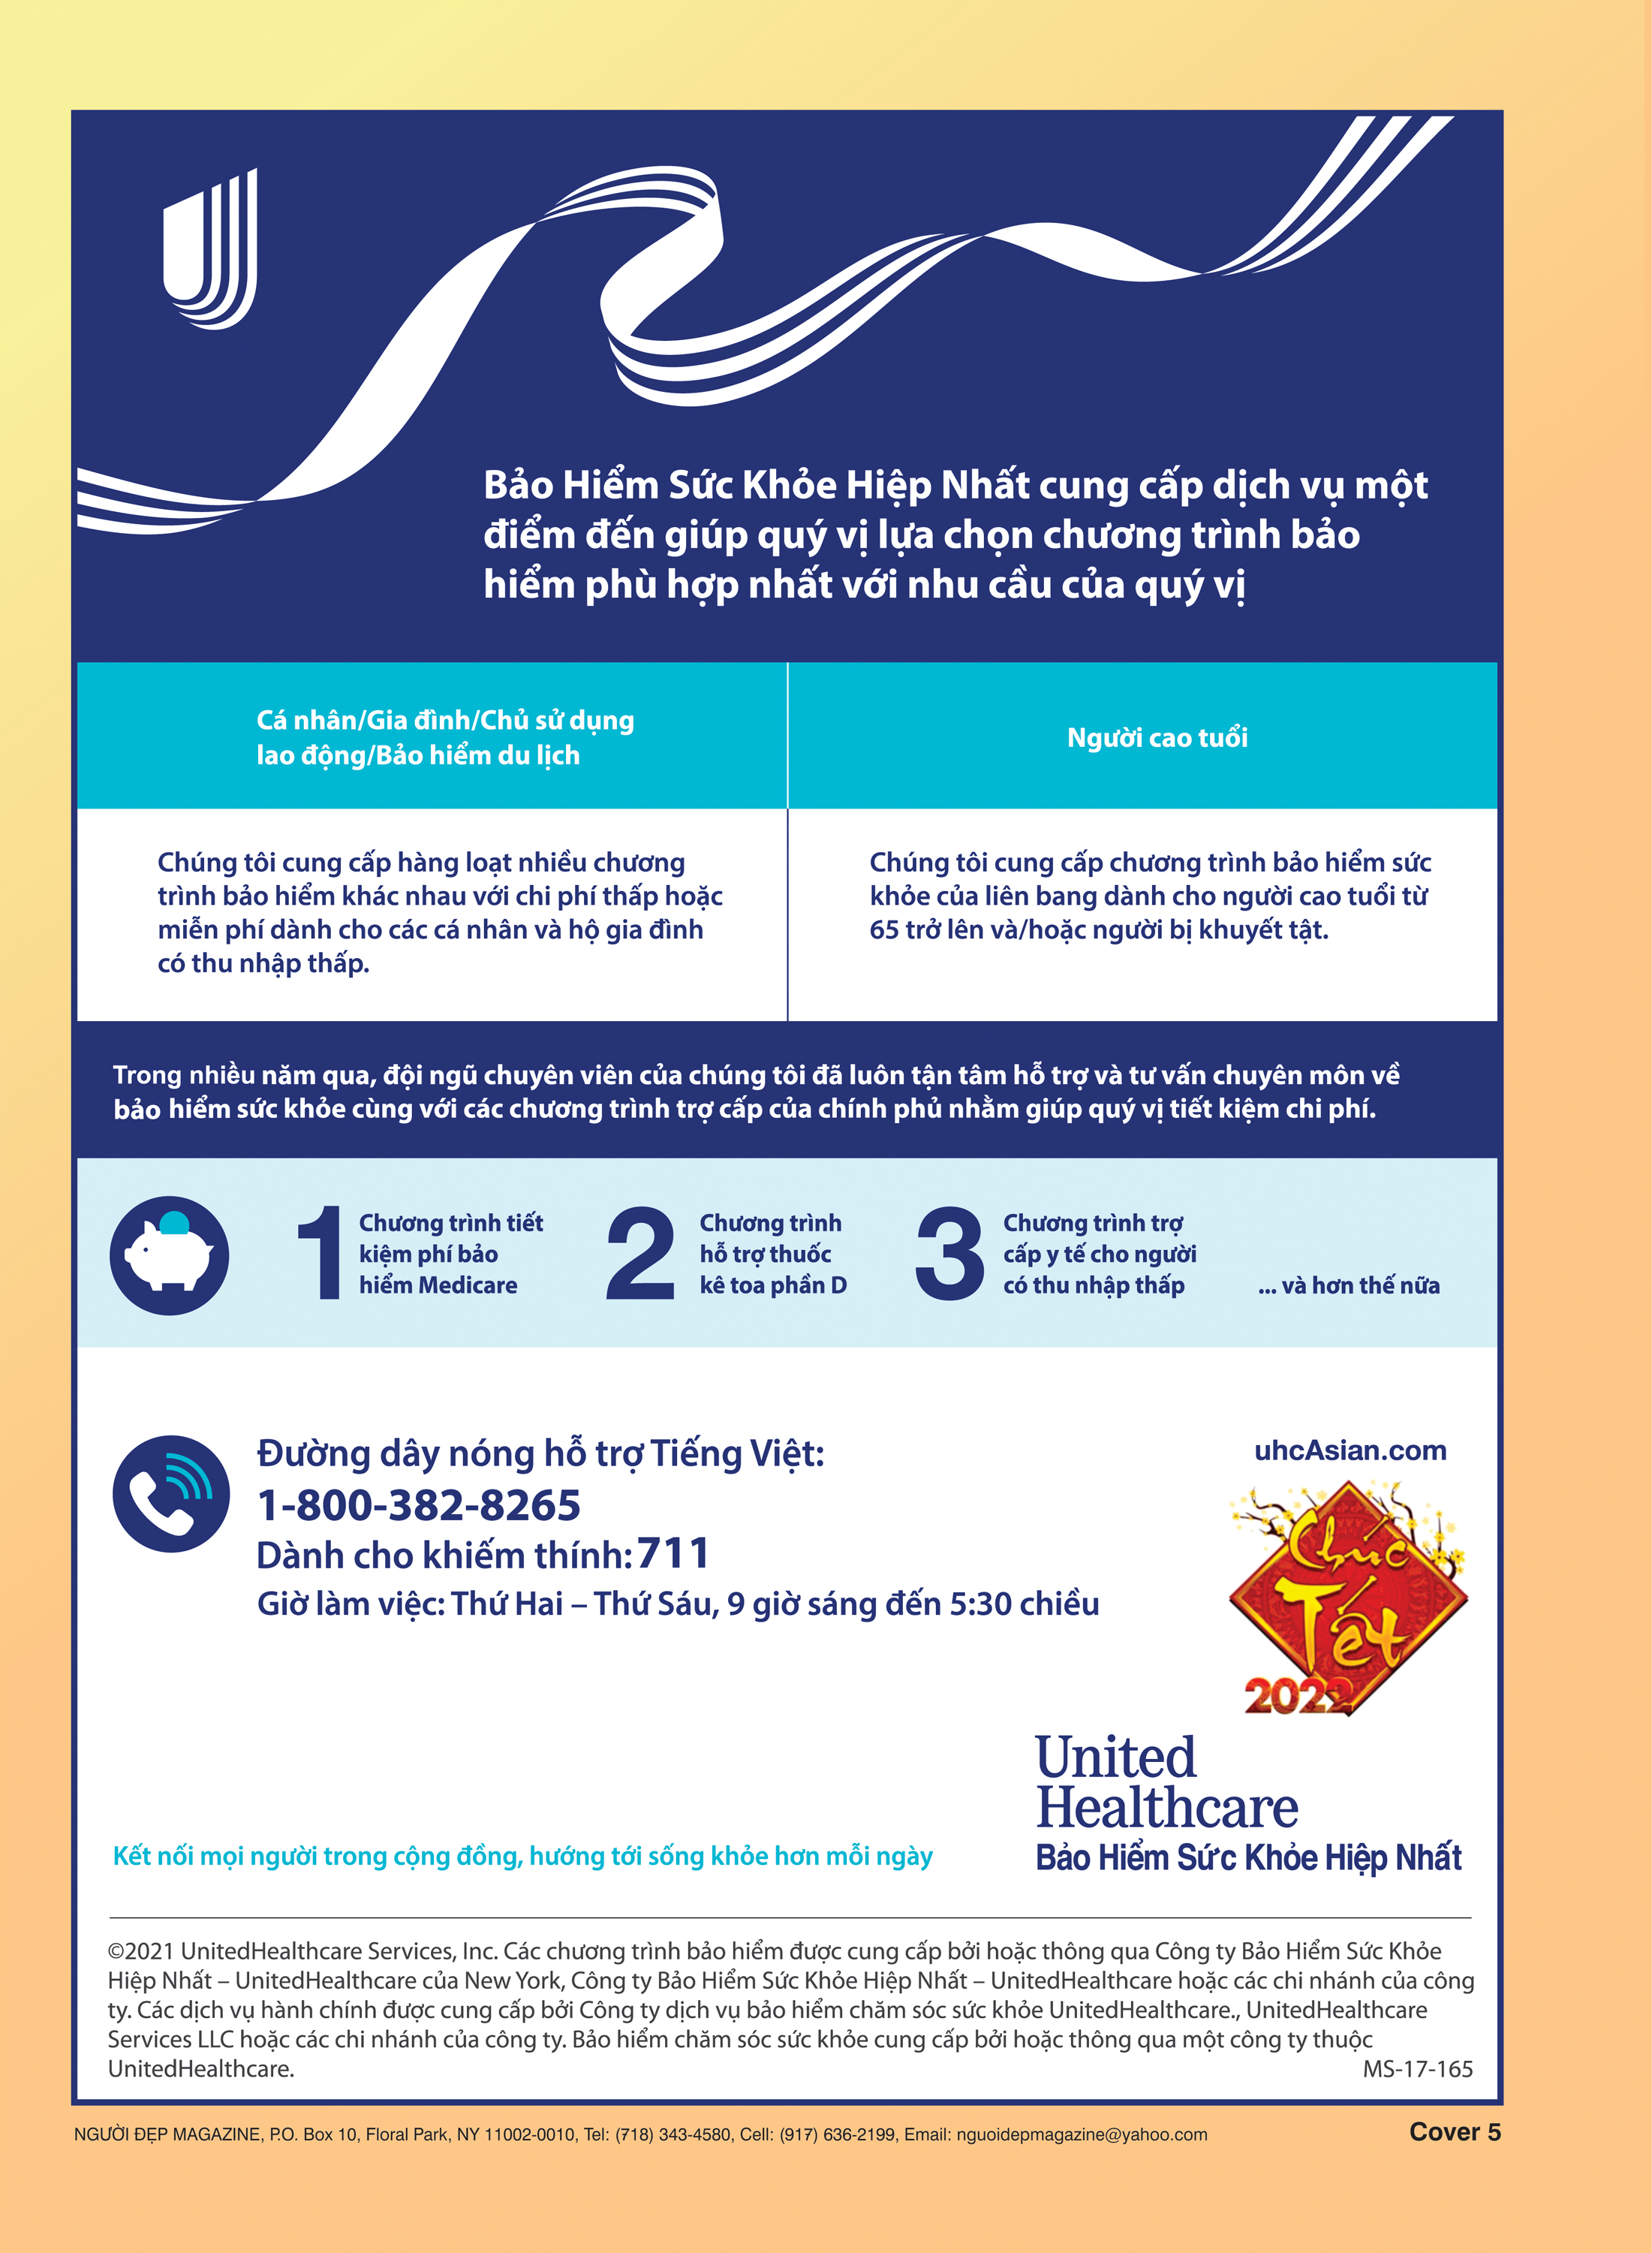 Bảo Hiểm Sức Khỏe Hiệp Nhất cung cấp dịch vụ một
điểm đến giúp quý vị lựa chọn chương trình bảo
hiểm phù hợp nhất với nhu cầu của quý vị
Cá nhân/Gia đình/Chủ sử dụng
lao động/Bảo hiểm du lịch
Chúng tôi cung cấp hàng loạt nhiều chương
trình bảo hiểm khác nhau với chi phí thấp hoặc
miễn phí dành cho các cá nhân và hộ gia đình
có thu nhập thấp.
Người cao tuổi
Chúng tôi cung cấp chương trình bảo hiểm sức
khỏe của liên bang dành cho người cao tuổi từ
65 trở lên và/hoặc người bị khuyết tật.
Trong nhiều năm qua, đội ngũ chuyên viên của chúng tôi đã luôn tận tâm hỗ trợ và tư vấn chuyên môn về
bảo hiểm sức khỏe cùng với các chương trình trợ cấp của chính phủ nhằm giúp quý vị tiết kiệm chi phí.
1
Chương trình tiết
kiệm phí bảo
hiểm Medicare
2
Chương trình
hỗ trợ thuốc
kê toa phần D
3
Chương trình trợ
cấp y tế cho người
có thu nhập thấp
... và hơn thế nữa
Đường dây nóng hỗ trợ Tiếng Việt:
1-800-382-8265
Dành cho khiếm thính: 711
Giờ làm việc: Thứ Hai – Thứ Sáu, 9 giờ sáng đến 5:30 chiều
uhcAsian.com
Chúc
Tết
2022
United
Healthcare
Bảo Hiểm Sức Khỏe Hiệp Nhất
Kết nối mọi người trong cộng đồng, hướng tới sống khỏe hơn mỗi ngày
©2021 UnitedHealthcare Services, Inc. Các chương trình bảo hiểm được cung cấp bởi hoặc thông qua Công ty Bảo Hiểm Sức Khỏe
Hiệp Nhất – UnitedHealthcare của New York, Công ty Bảo Hiểm Sức Khỏe Hiệp Nhất – UnitedHealthcare hoặc các chi nhánh của công
ty. Các dịch vụ hành chính được cung cấp bởi Công ty dịch vụ bảo hiểm chăm sóc sức khỏe UnitedHealthcare., UnitedHealthcare
Services LLC hoặc các chi nhánh của công ty. Bảo hiểm chăm sóc sức khỏe cung cấp bởi hoặc thông qua một công ty thuộc
UnitedHealthcare.
MS-17-165
NGƯỜI ĐẸP MAGAZINE, P.O. Box 10, Floral Park, NY 11002-0010, Tel: (718) 343-4580, Cell: (917) 636-2199, Email: nguoidepmagazine@yahoo.com
Cover 5